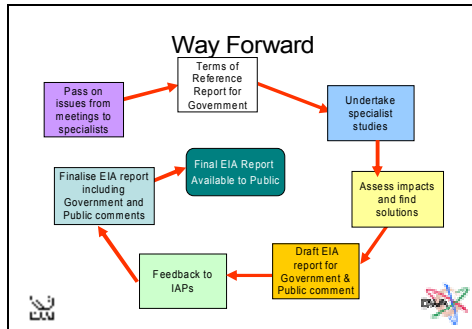 Way Forward
Pass on
issues from
meetings to
specialists
Terms of
Reference
Report for
Government
Undertake
specialist
studies
Assess impacts
and find
solutions
Draft EIA
report for
Government &
Public comment
Feedback to
IAPs
Finalise EIA report
including
Government and
Public comments
Final EIA Report
Available to Public